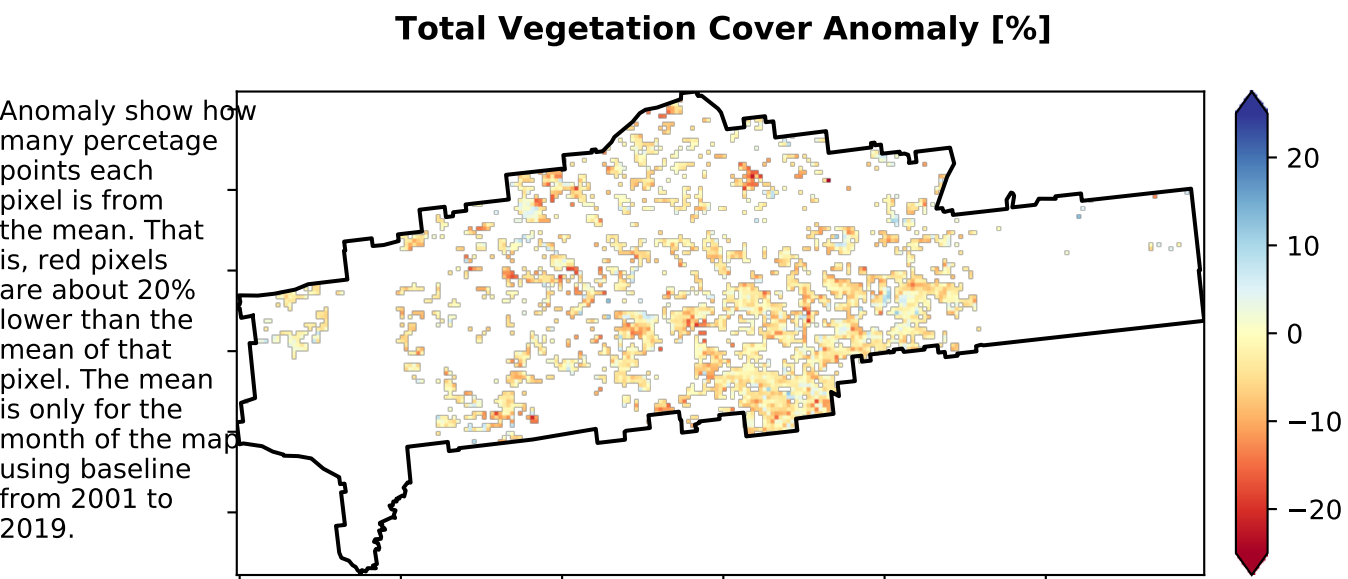 Total Vegetation Cover Anomaly [%]
Anomaly show how
many percetage
points each
pixel is from
the mean. That
is, red pixels
are about 20%
lower than the
mean of that
pixel. The mean
is only for the
month of the map
using baseline
from 2001 to
2019.
20
10
0
−10
−20